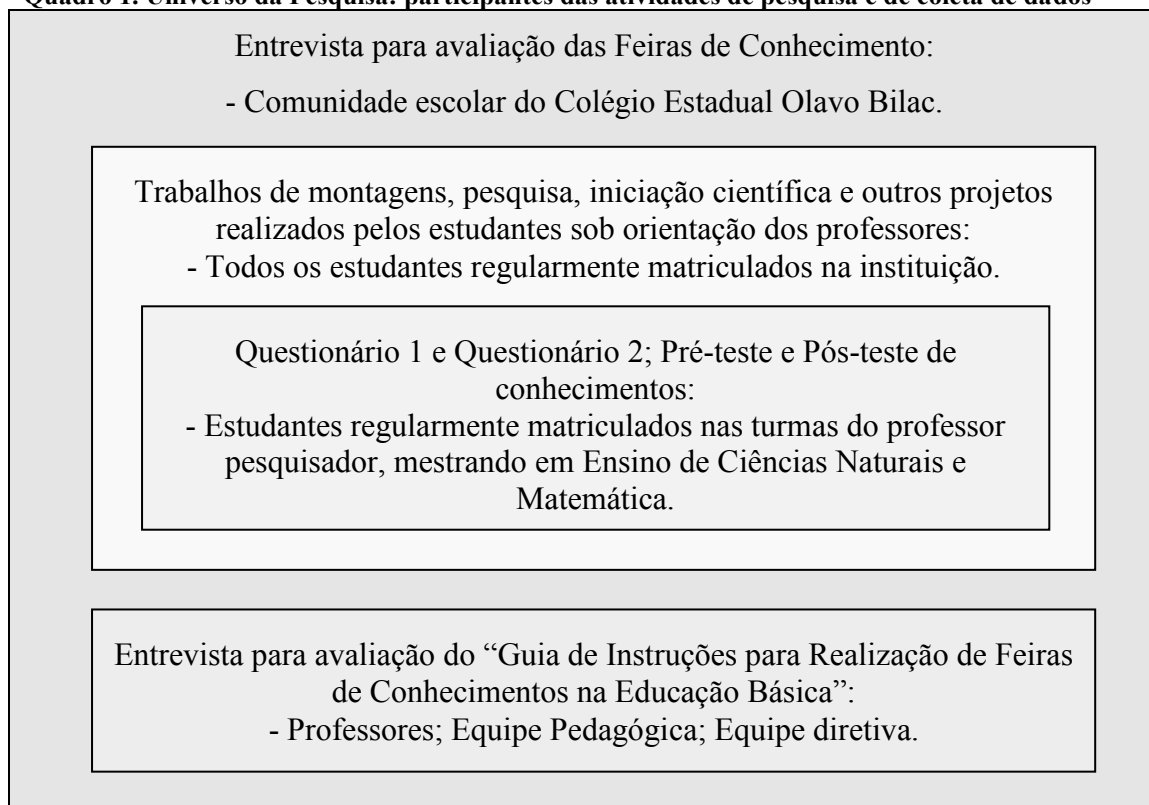 Quadro 1: Universo da Pesquisa: participantes das atividades de pesquisa e de coleta de dados
Entrevista para avaliação das Feiras de Conhecimento:
- Comunidade escolar do Colégio Estadual Olavo Bilac.
Trabalhos de montagens, pesquisa, iniciação científica e outros projetos
realizados pelos estudantes sob orientação dos professores:
- Todos os estudantes regularmente matriculados na instituição.
Questionário 1 e Questionário 2; Pré-teste e Pós-teste de
conhecimentos:
- Estudantes regularmente matriculados nas turmas do professor
pesquisador, mestrando em Ensino de Ciências Naturais e
Matemática.
Entrevista para avaliação do “Guia de Instruções para Realização de Feiras
de Conhecimentos na Educação Básica”:
- Professores; Equipe Pedagógica; Equipe diretiva.